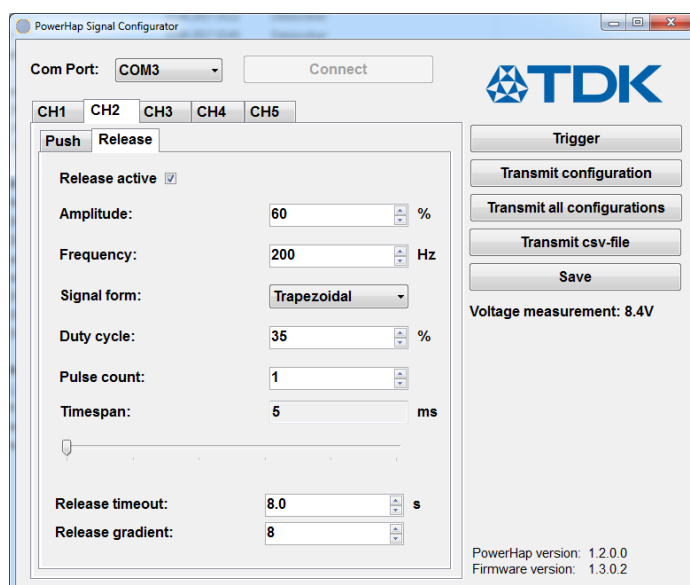 PowerHap Signal Configurator
Com Port: COM3 Connect
TDK
CH1 CH2 CH3 CH4 CH5
Push Release
Release active
Amplitude: 60 %
Frequency: 200 Hz
Signal form: Trapezoidal
Duty cycle: 35 %
Pulse count: 1
Timespan: 5 ms
Release timeout: 8.0 s
Release gradient: 8
Trigger
Transmit configuration
Transmit all configurations
Transmit csv-file
Save
Voltage measurement: 8.4V
PowerHap version: 1.2.0.0
Firmware version: 1.3.0.2